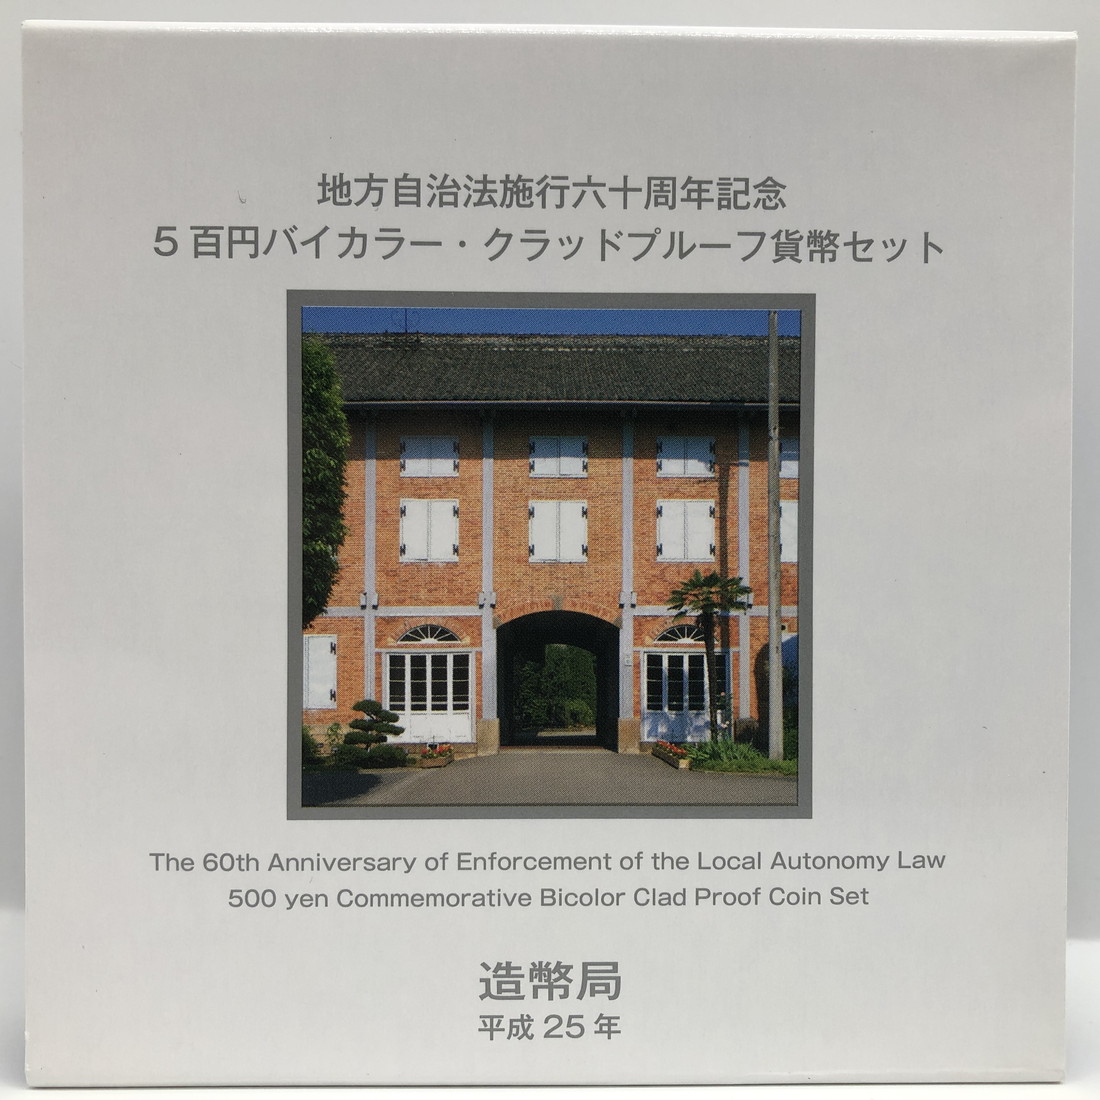 地方自治法施行六十周年記念
5百円バイカラー・クラッドプルーフ貨幣セット
The 60th Anniversary of Enforcement of the Local Autonomy Law
500 yen Commemorative Bicolor Clad Proof Coin Set
造幣局
平成25年